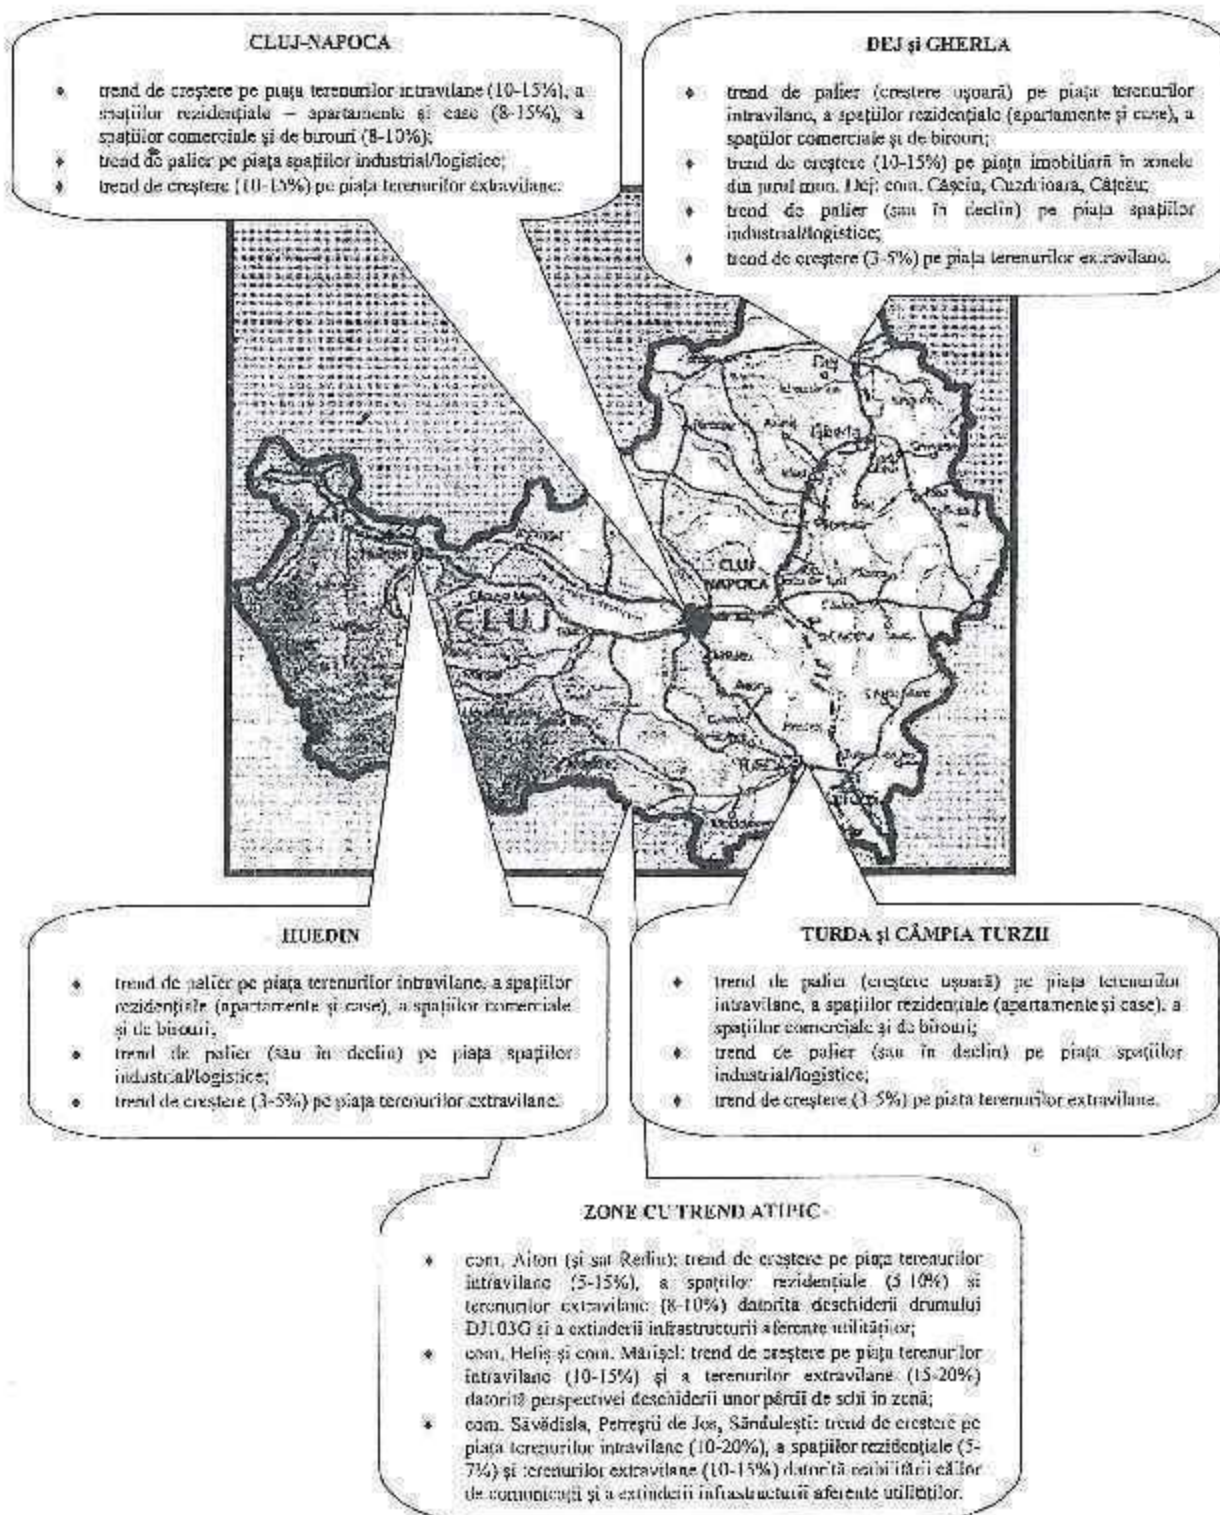 CLUJ-NAPOCA
♦ trend de creștere pe piața terenurilor intravilane (10-15%), a
spațiilor rezidențiale – apartamente și case (8-15%), a
spațiilor comerciale și de birouri (8-10%);
♦ trend de palier pe piața spațiilor industrial/logistice;
♦ trend de creștere (10-15%) pe piața terenurilor extravilane.
DEJ și GHERLA
♦ trend de palier (creștere ușoară) pe piața terenurilor
intravilane, a spațiilor rezidențiale (apartamente și case), a
spațiilor comerciale și de birouri;
♦ trend de creștere (10-15%) pe piața imobiliară în zonele
din jurul mun. Dej: com. Cășeiu, Cuzdrioara, Câțcău;
♦ trend de palier (sau în declin) pe piața spațiilor
industrial/logistice;
♦ trend de creștere (3-5%) pe piața terenurilor extravilane.
Dej
Gherla
CLUJ
NAPOCA
CLUJ
TURDA
HUEDIN
♦ trend de palier pe piața terenurilor intravilane, a spațiilor
rezidențiale (apartamente și case), a spațiilor comerciale
și de birouri;
♦ trend de palier (sau în declin) pe piața spațiilor
industrial/logistice;
♦ trend de creștere (3-5%) pe piața terenurilor extravilane.
TURDA și CÂMPIA TURZII
♦ trend de palier (creștere ușoară) pe piața terenurilor
intravilane, a spațiilor rezidențiale (apartamente și case), a
spațiilor comerciale și de birouri;
♦ trend de palier (sau în declin) pe piața spațiilor
industrial/logistice;
♦ trend de creștere (3-5%) pe piata terenurilor extravilane.
ZONE CU TREND ATIPIC
♦ com. Aiton (și sat Rediu): trend de creștere pe piața terenurilor
intravilane (5-15%), a spațiilor rezidențiale (5-10%) si
terenurilor extravilane (8-10%) datorita deschiderii drumului
DJ103G si a extinderii infrastructurii aferente utilităților;
♦ com. Beliș și com. Mărișel: trend de creștere pe piața terenurilor
intravilane (10-15%) și a terenurilor extravilane (15-20%)
datorită perspectivei deschiderii unor pârtii de schi in zonă;
♦ com. Săvădisla, Petreștii de Jos, Săndulești: trend de crestere pe
piața terenurilor intravilane (10-20%), a spațiilor rezidențiale (5-
7%) și terenurilor extravilane (10-15%) datorită reabilitării căilor
de comunicații și a extinderii infrastructurii aferente utilităților.